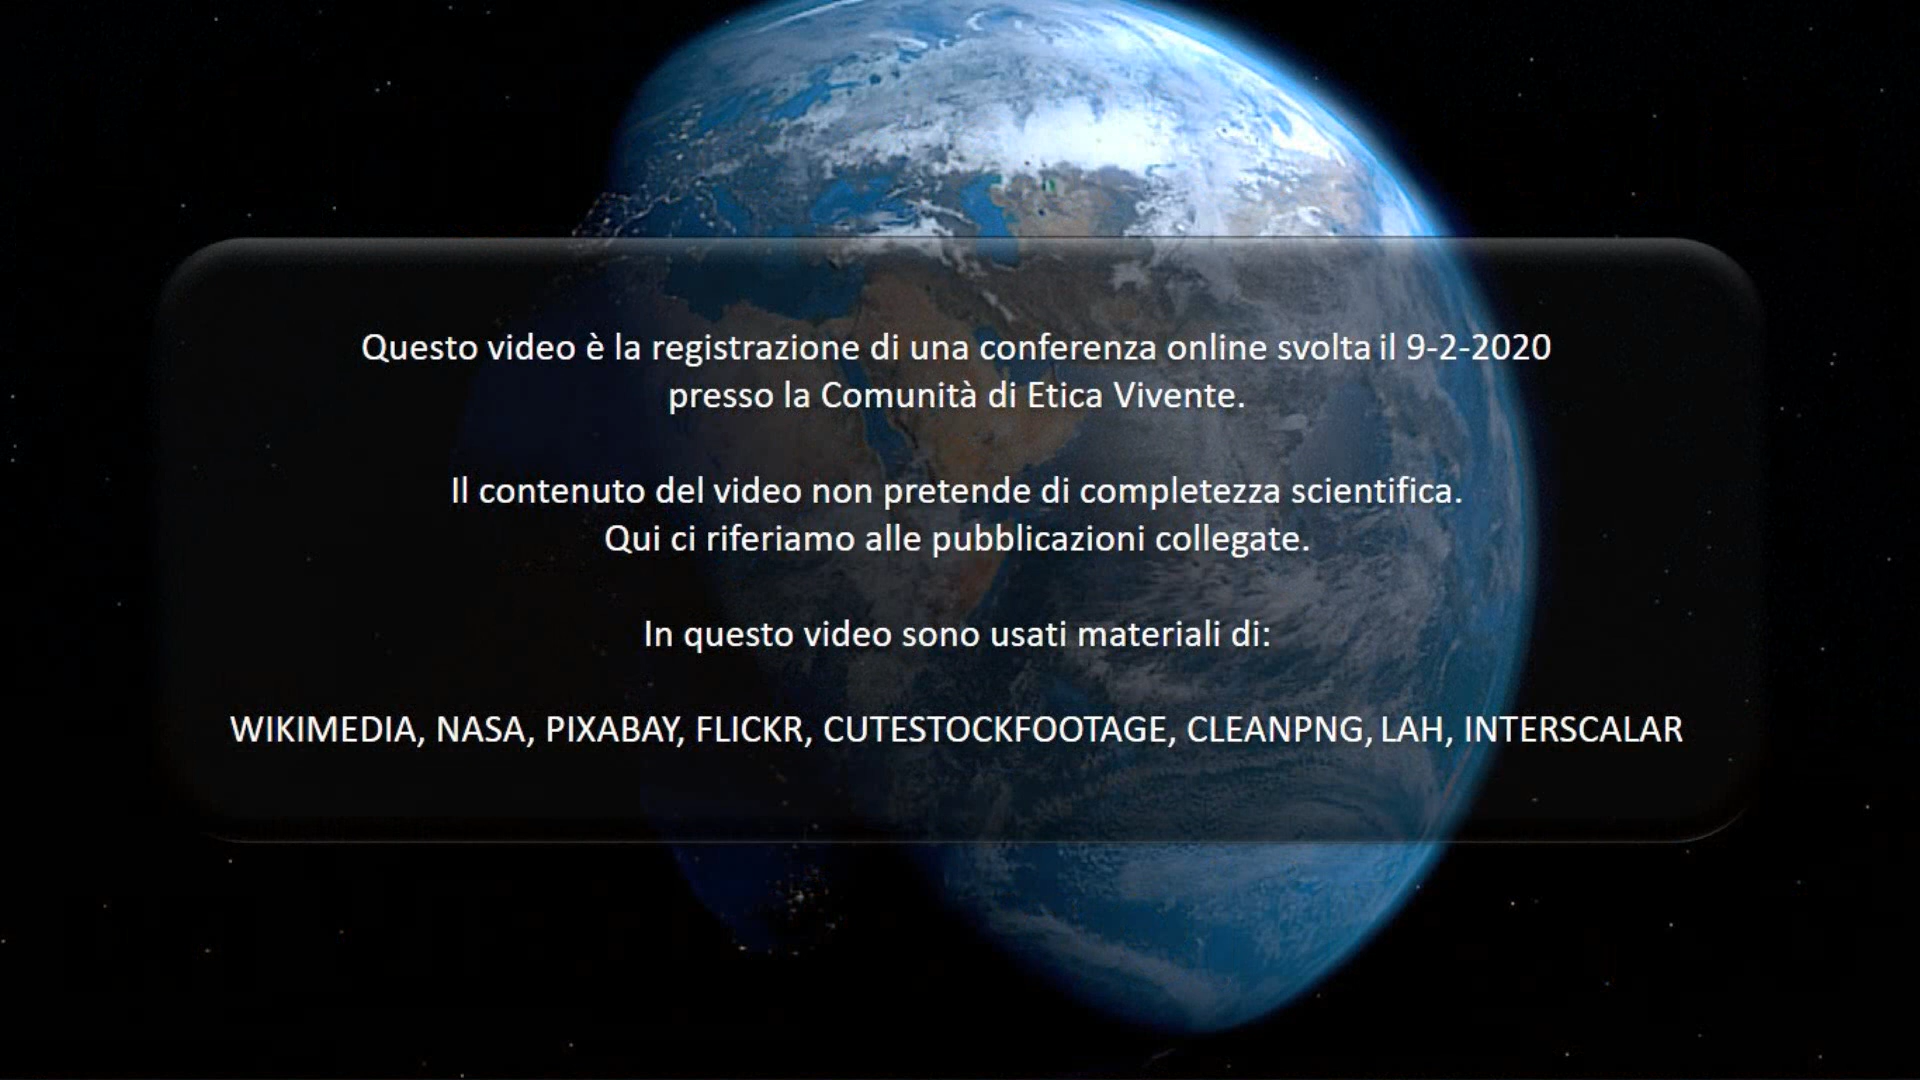 Questo video è la registrazione di una conferenza online svolta il 9-2-2020
presso la Comunità di Etica Vivente.
Il contenuto del video non pretende di completezza scientifica.
Qui ci riferiamo alle pubblicazioni collegate.
In questo video sono usati materiali di:
WIKIMEDIA, NASA, PIXABAY, FLICKR, CUTESTOCKFOOTAGE, CLEANPNG, LAH, INTERSCALAR